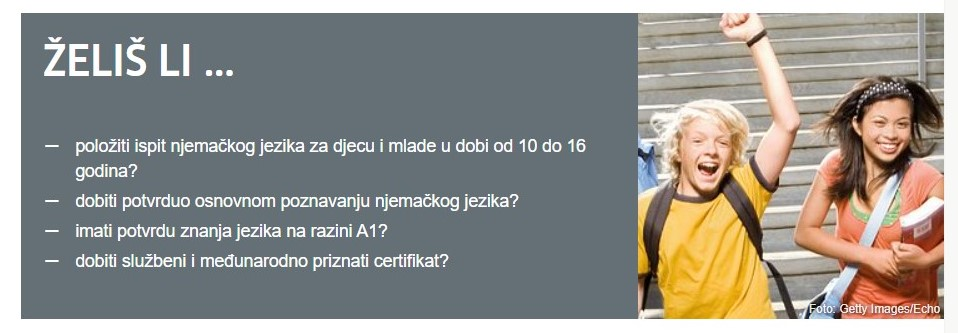 ŽELIŠ LI ...
— položiti ispit njemačkog jezika za djecu i mlade u dobi od 10 do 16
godina?
— dobiti potvrduo osnovnom poznavanju njemačkog jezika?
— imati potvrdu znanja jezika na razini A1?
— dobiti službeni i međunarodno priznati certifikat?
Foto: Getty Images/Echo